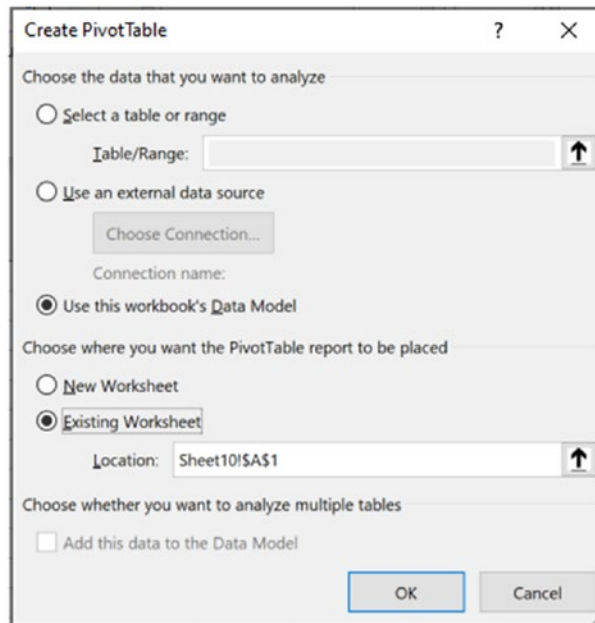 Create PivotTable ?
Choose the data that you want to analyze
Select a table or range
Table/Range:
Use an external data source
Choose Connection...
Connection name:
Use this workbook's Data Model
Choose where you want the PivotTable report to be placed
New Worksheet
Existing Worksheet
Location: Sheet10!$A$1
Choose whether you want to analyze multiple tables
Add this data to the Data Model
OK Cancel